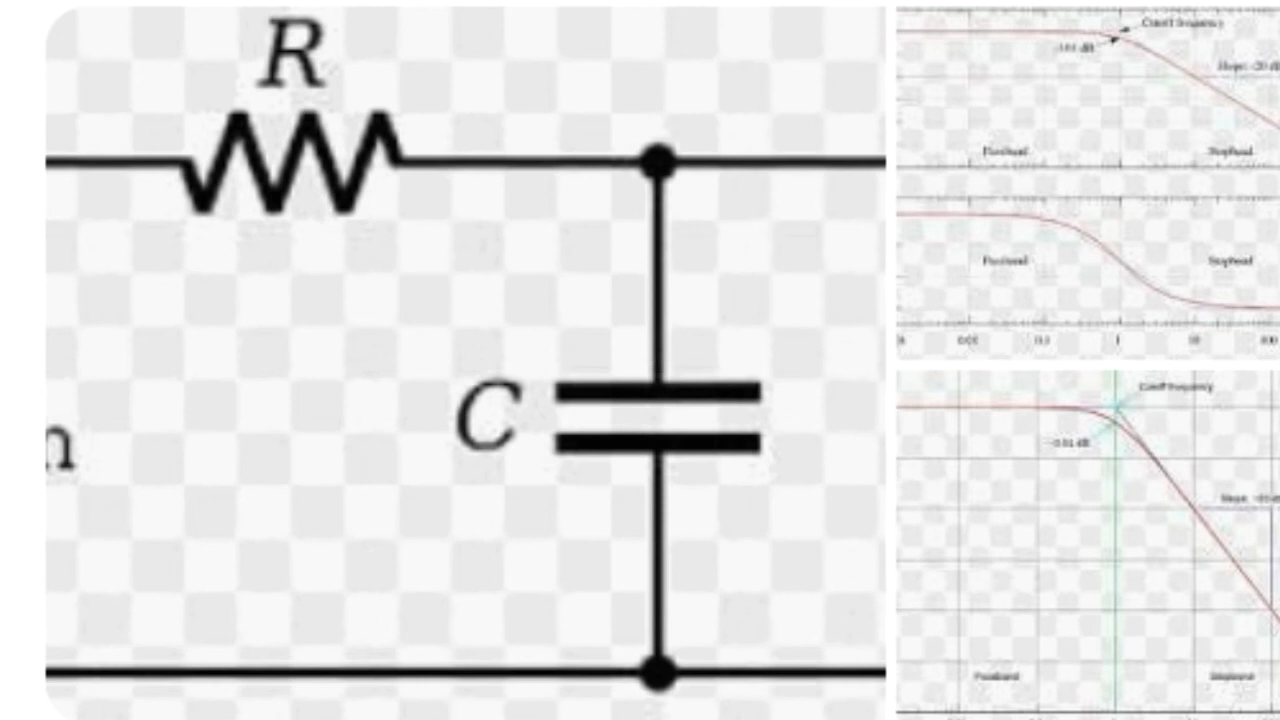 R
C
n
Cutoff frequency
Slope: -20 dB
Passband
Stopband
Passband
Stopband
0.01
0.1
1
10
100
Cutoff frequency
Passband
Stopband